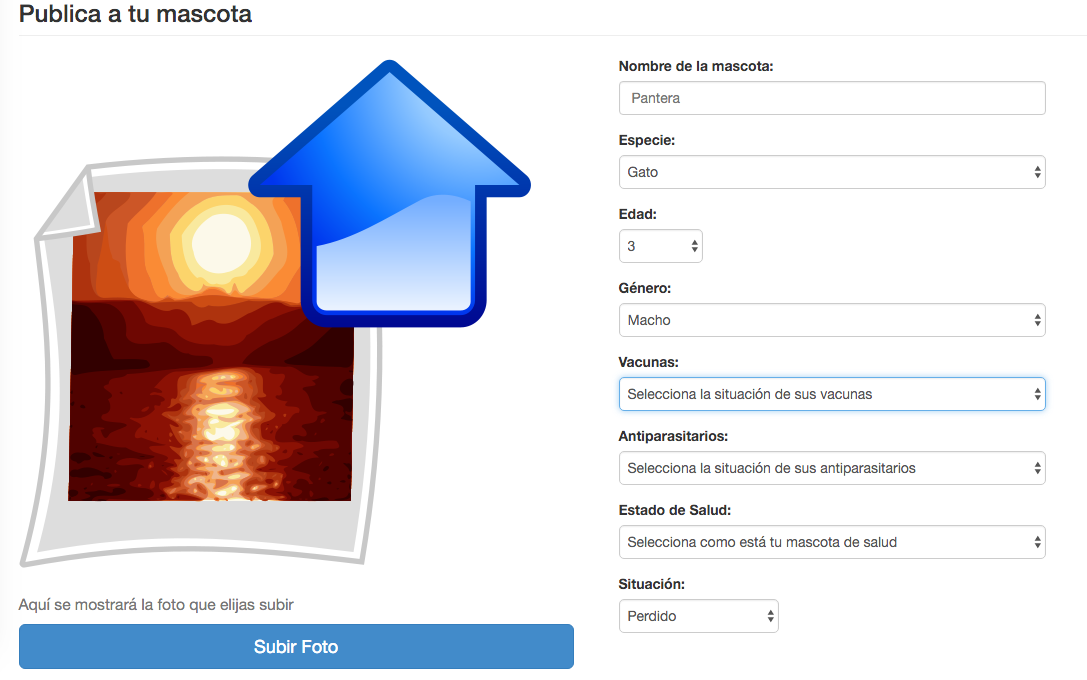 Publica a tu mascota
Nombre de la mascota:
Pantera
Especie:
Gato
Edad:
3
Género:
Macho
Vacunas:
Selecciona la situación de sus vacunas
Antiparasitarios:
Selecciona la situación de sus antiparasitarios
Estado de Salud:
Selecciona como está tu mascota de salud
Situación:
Perdido
Aquí se mostrará la foto que elijas subir
Subir Foto